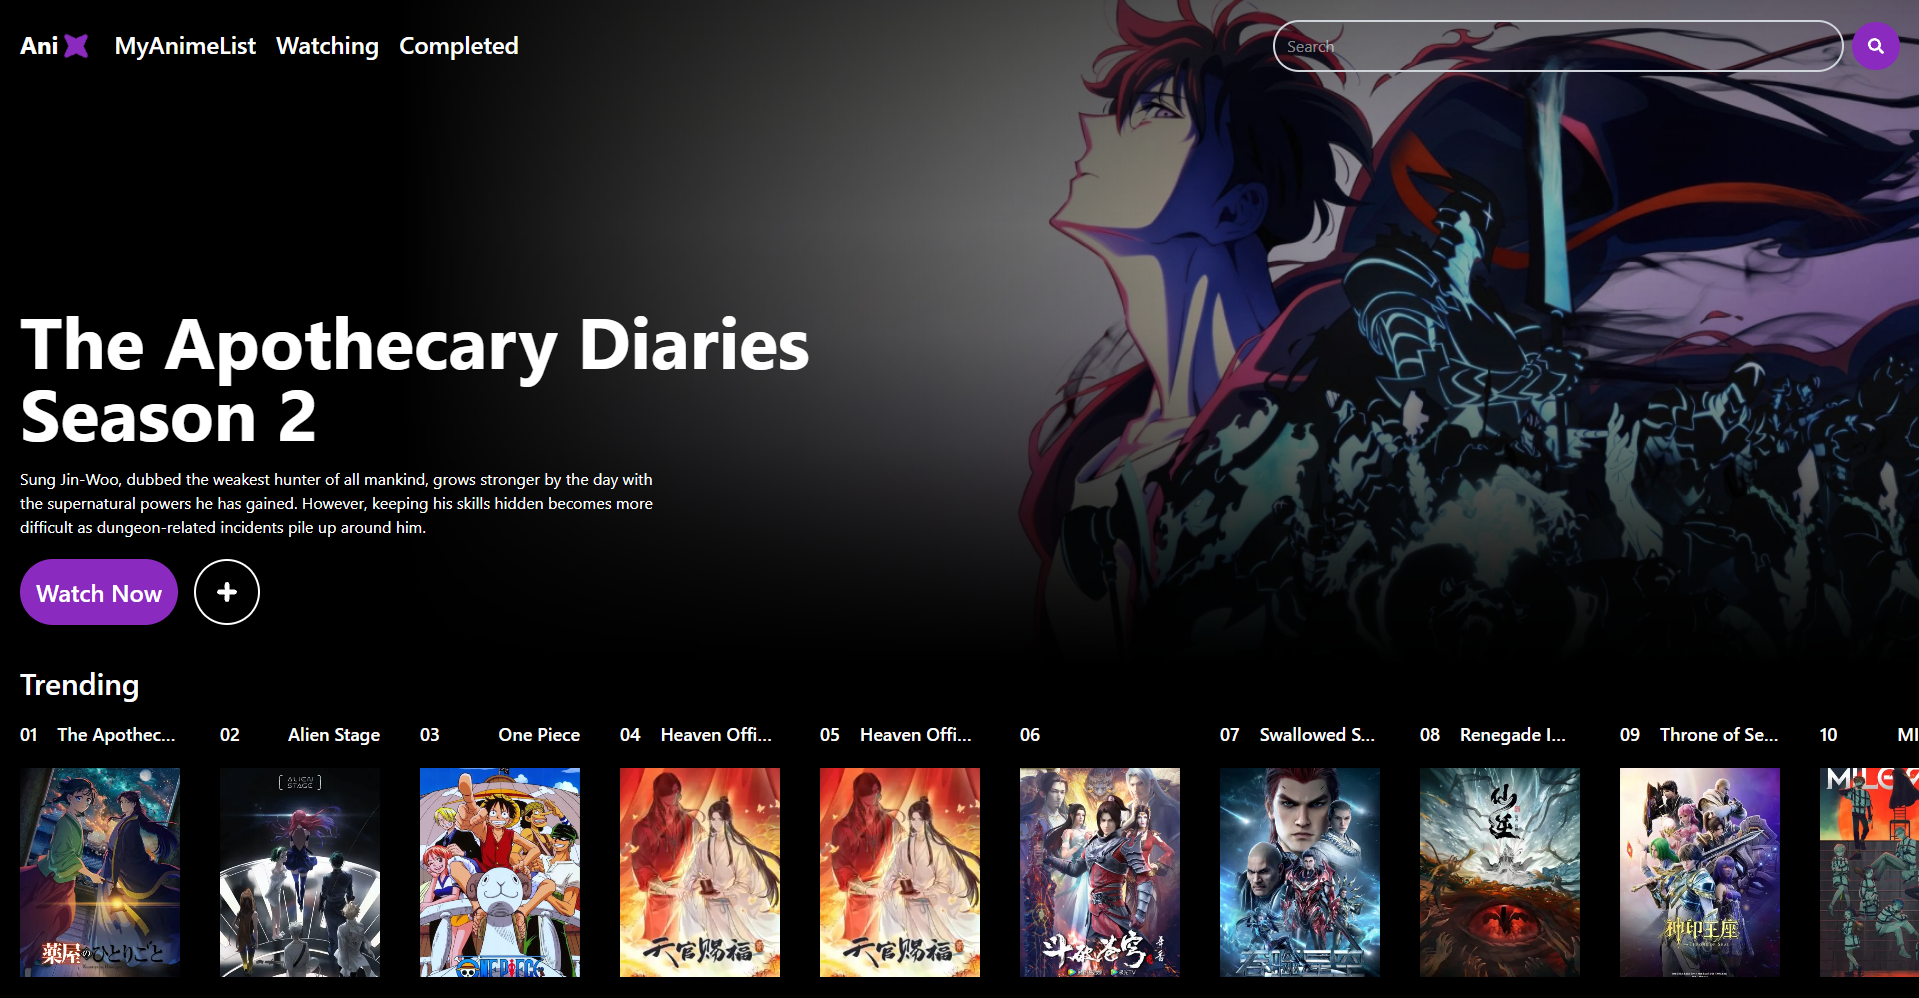 Ani
MyAnimeList
Watching
Completed
Search
The Apothecary Diaries
Season 2
Sung Jin-Woo, dubbed the weakest hunter of all mankind, grows stronger by the day with
the supernatural powers he has gained. However, keeping his skills hidden becomes more
difficult as dungeon-related incidents pile up around him.
Watch Now
Trending
01 The Apothec...
02 Alien Stage
03 One Piece
04 Heaven Offi...
05 Heaven Offi...
06
07 Swallowed S...
08 Renegade I...
09 Throne of Se...
10 MI
薬屋のひとりごと
ALIEN
STAGE
ONE PIECE
天官赐福
天官赐福
斗破苍穹
吞噬星空
仙逆
神印王座